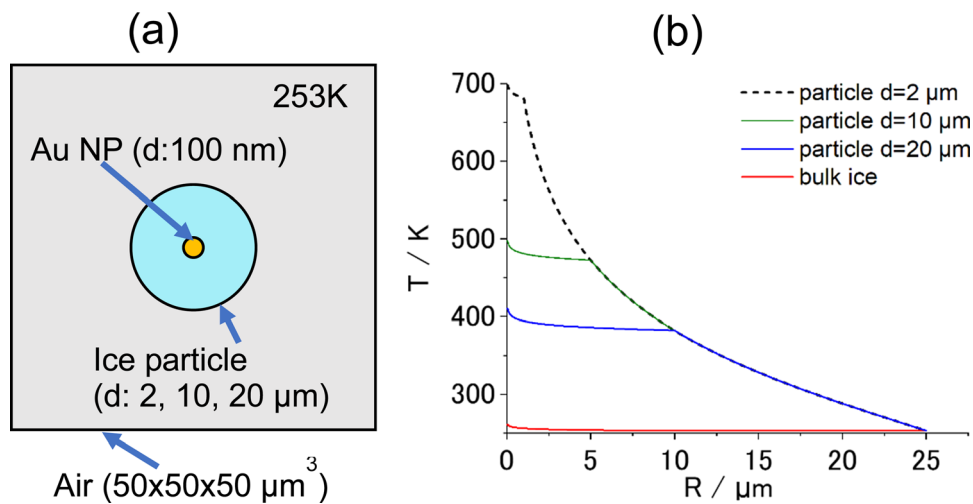 (a)
253K
Au NP (d:100 nm)
Ice particle
(d: 2, 10, 20 µm)
Air (50x50x50 µm³)
(b)
700
600
500
400
300
T / K
0
5
10
15
20
25
R / µm
particle d=2 µm
particle d=10 µm
particle d=20 µm
bulk ice